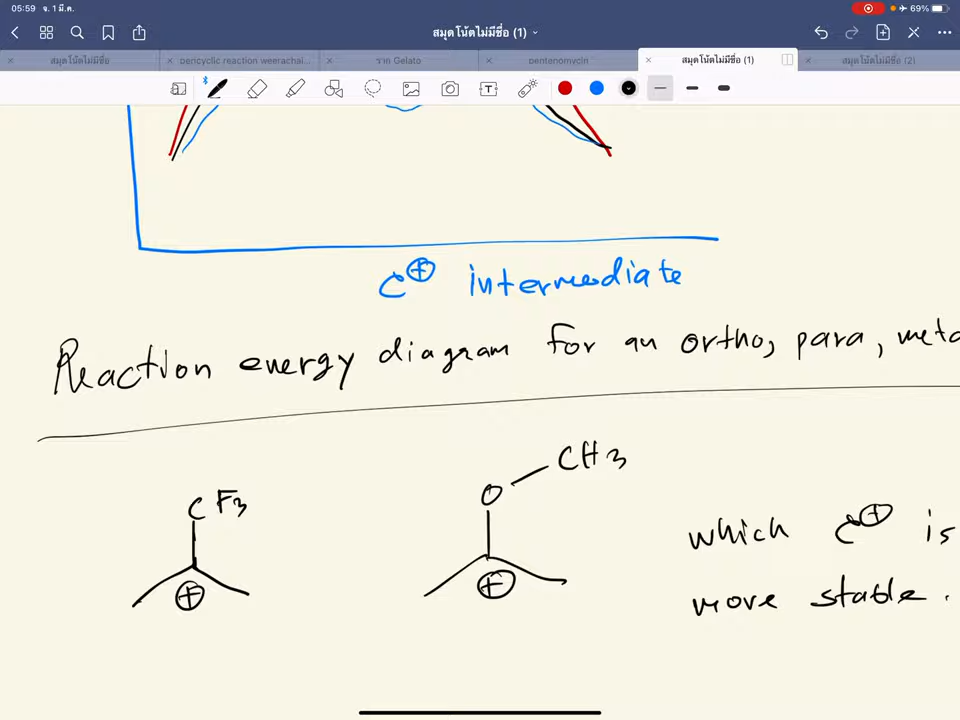 05:59 จ. 1 มี.ค.
69%
สมุดโน้ตไม่มีชื่อ (1)
สมุดโน้ตไม่มีชื่อ
pericyclic reaction weerachai...
ราก Gelato
pentenomycin
สมุดโน้ตไม่มีชื่อ (1)
สมุดโน้ตไม่มีชื่อ (2)
C⊕ intermediate
Reaction energy diagram for an ortho, para, meta
CF3
O CH3
⊕
⊕
which C⊕ is
more stable.